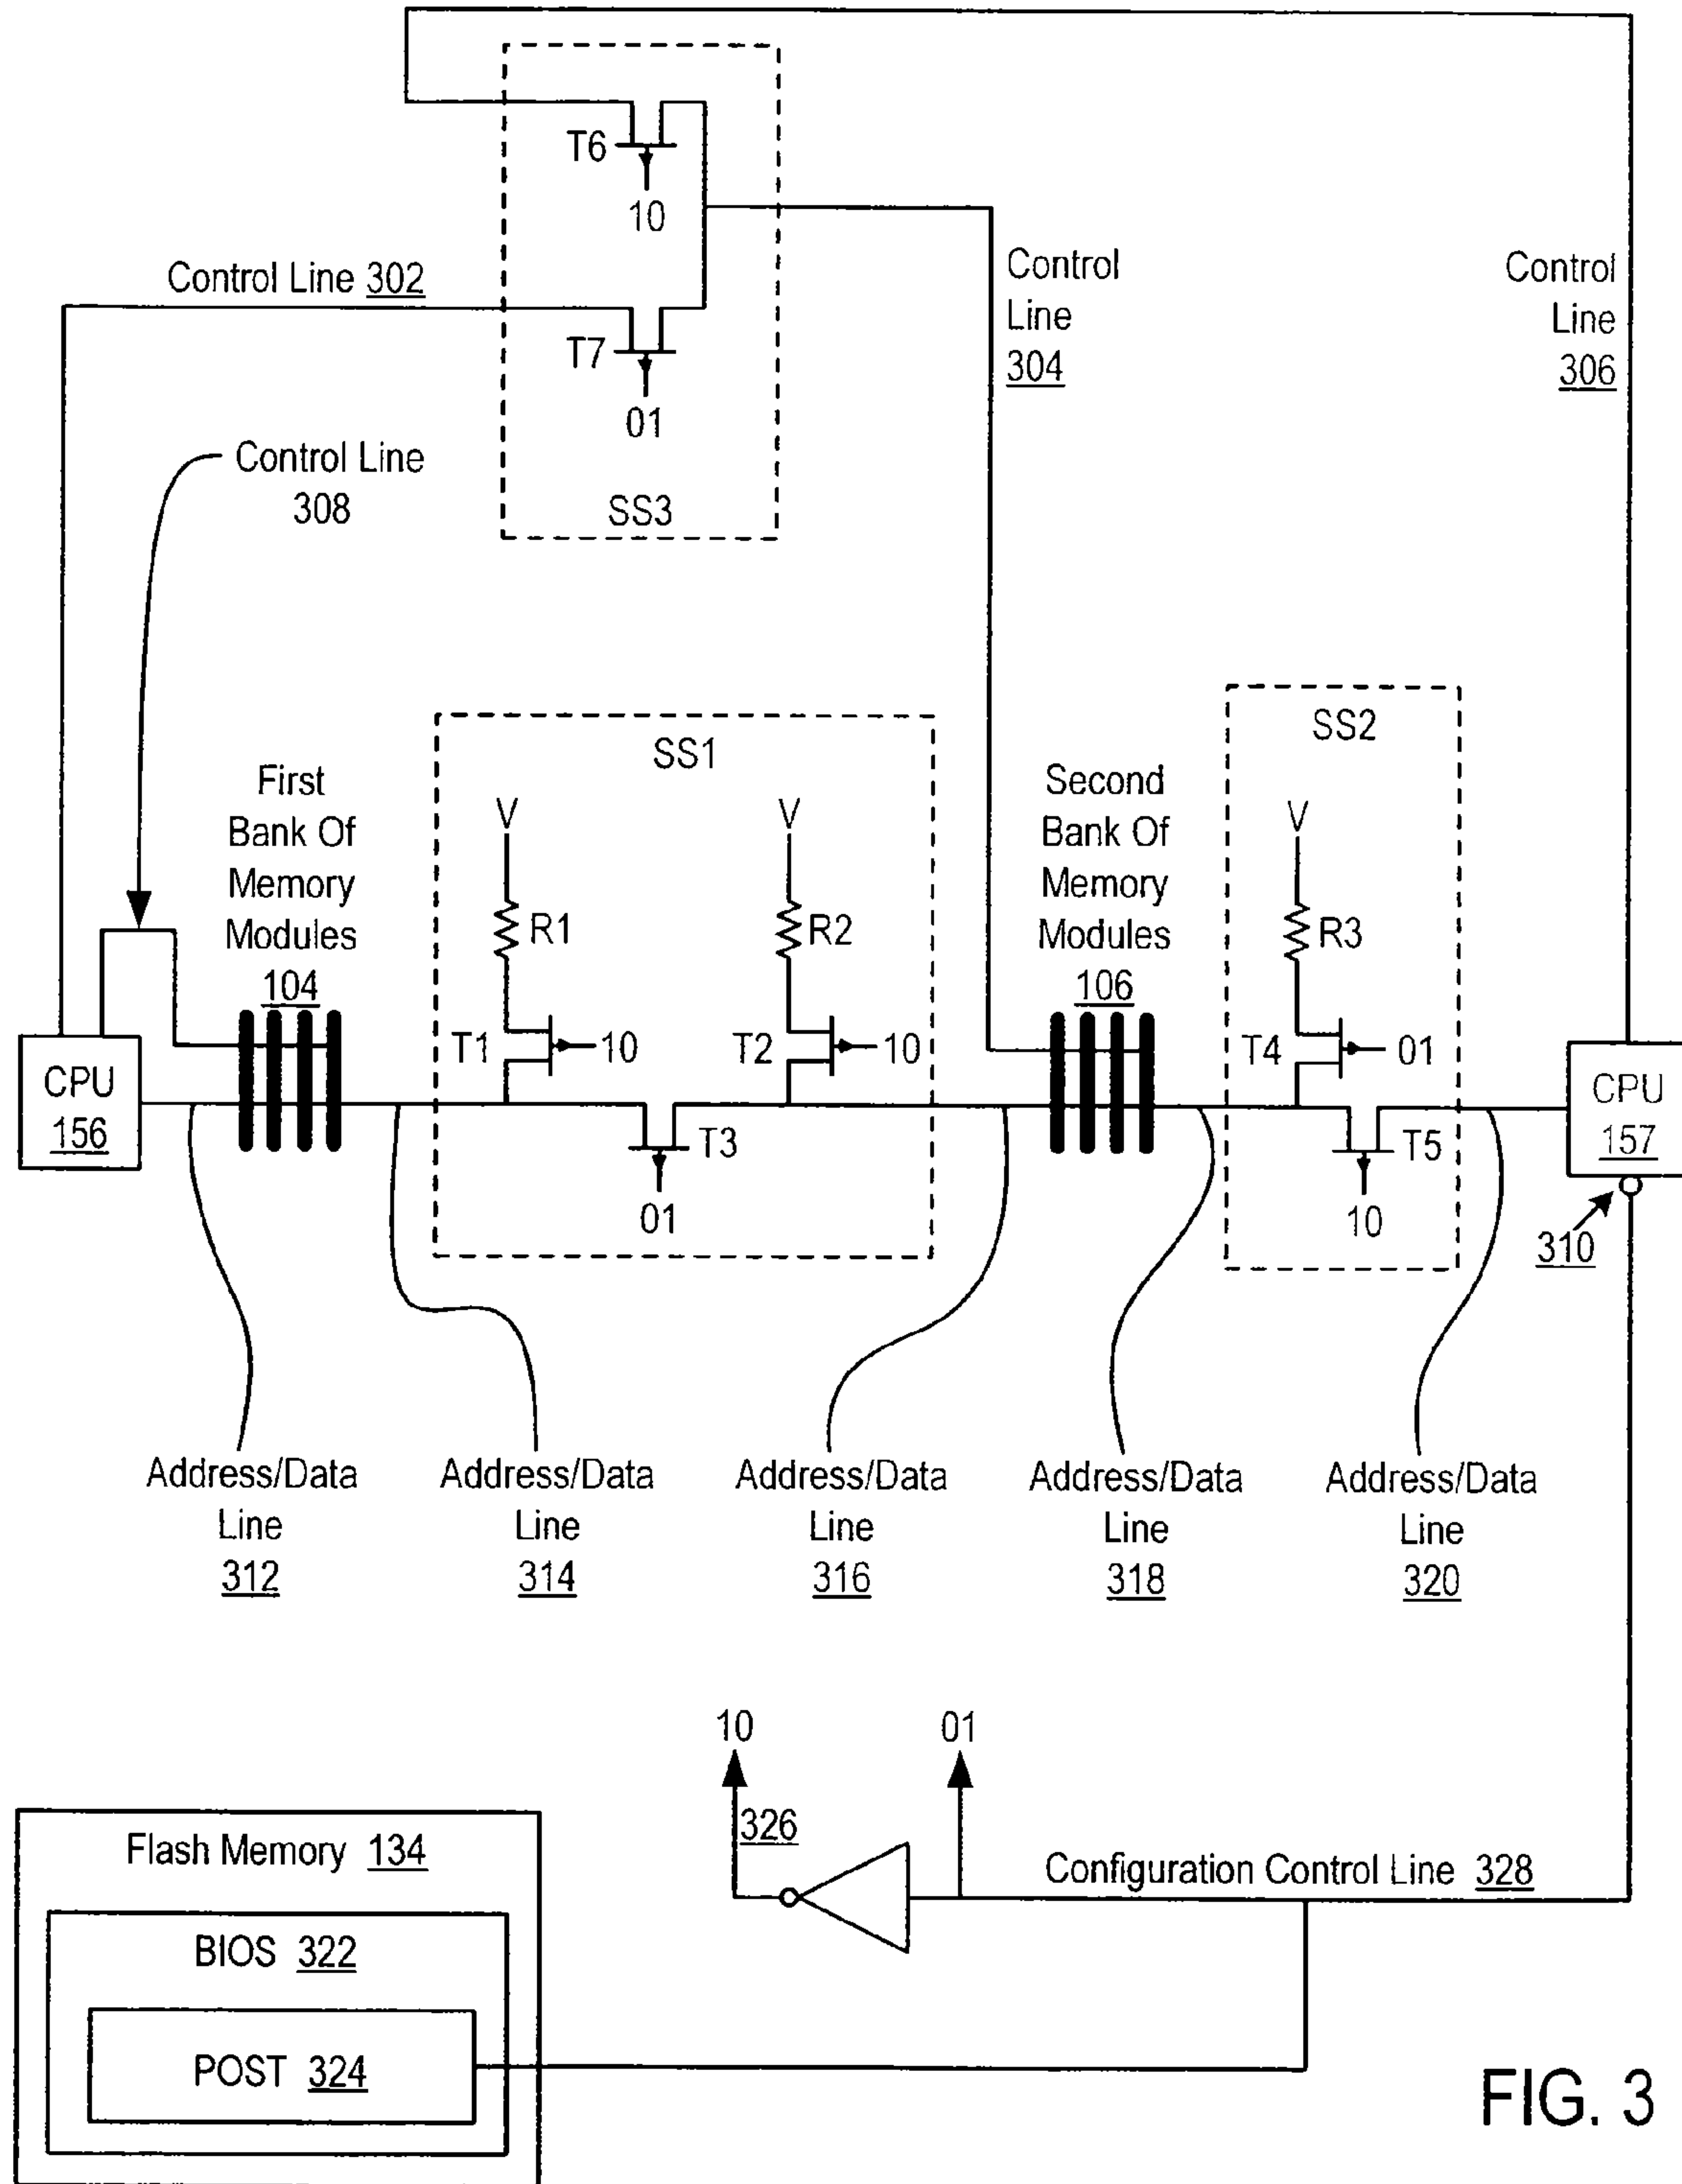 T6
10
Control Line 302
T7
01
SS3
Control
Line
304
Control
Line
306
Control Line
308
First
Bank Of
Memory
Modules
104
SS1
V
R1
T1
10
V
R2
T2
10
T3
01
Second
Bank Of
Memory
Modules
106
SS2
V
R3
T4
01
T5
10
CPU
156
CPU
157
310
Address/Data
Line
312
Address/Data
Line
314
Address/Data
Line
316
Address/Data
Line
318
Address/Data
Line
320
10
01
326
Configuration Control Line 328
Flash Memory 134
BIOS 322
POST 324
FIG. 3